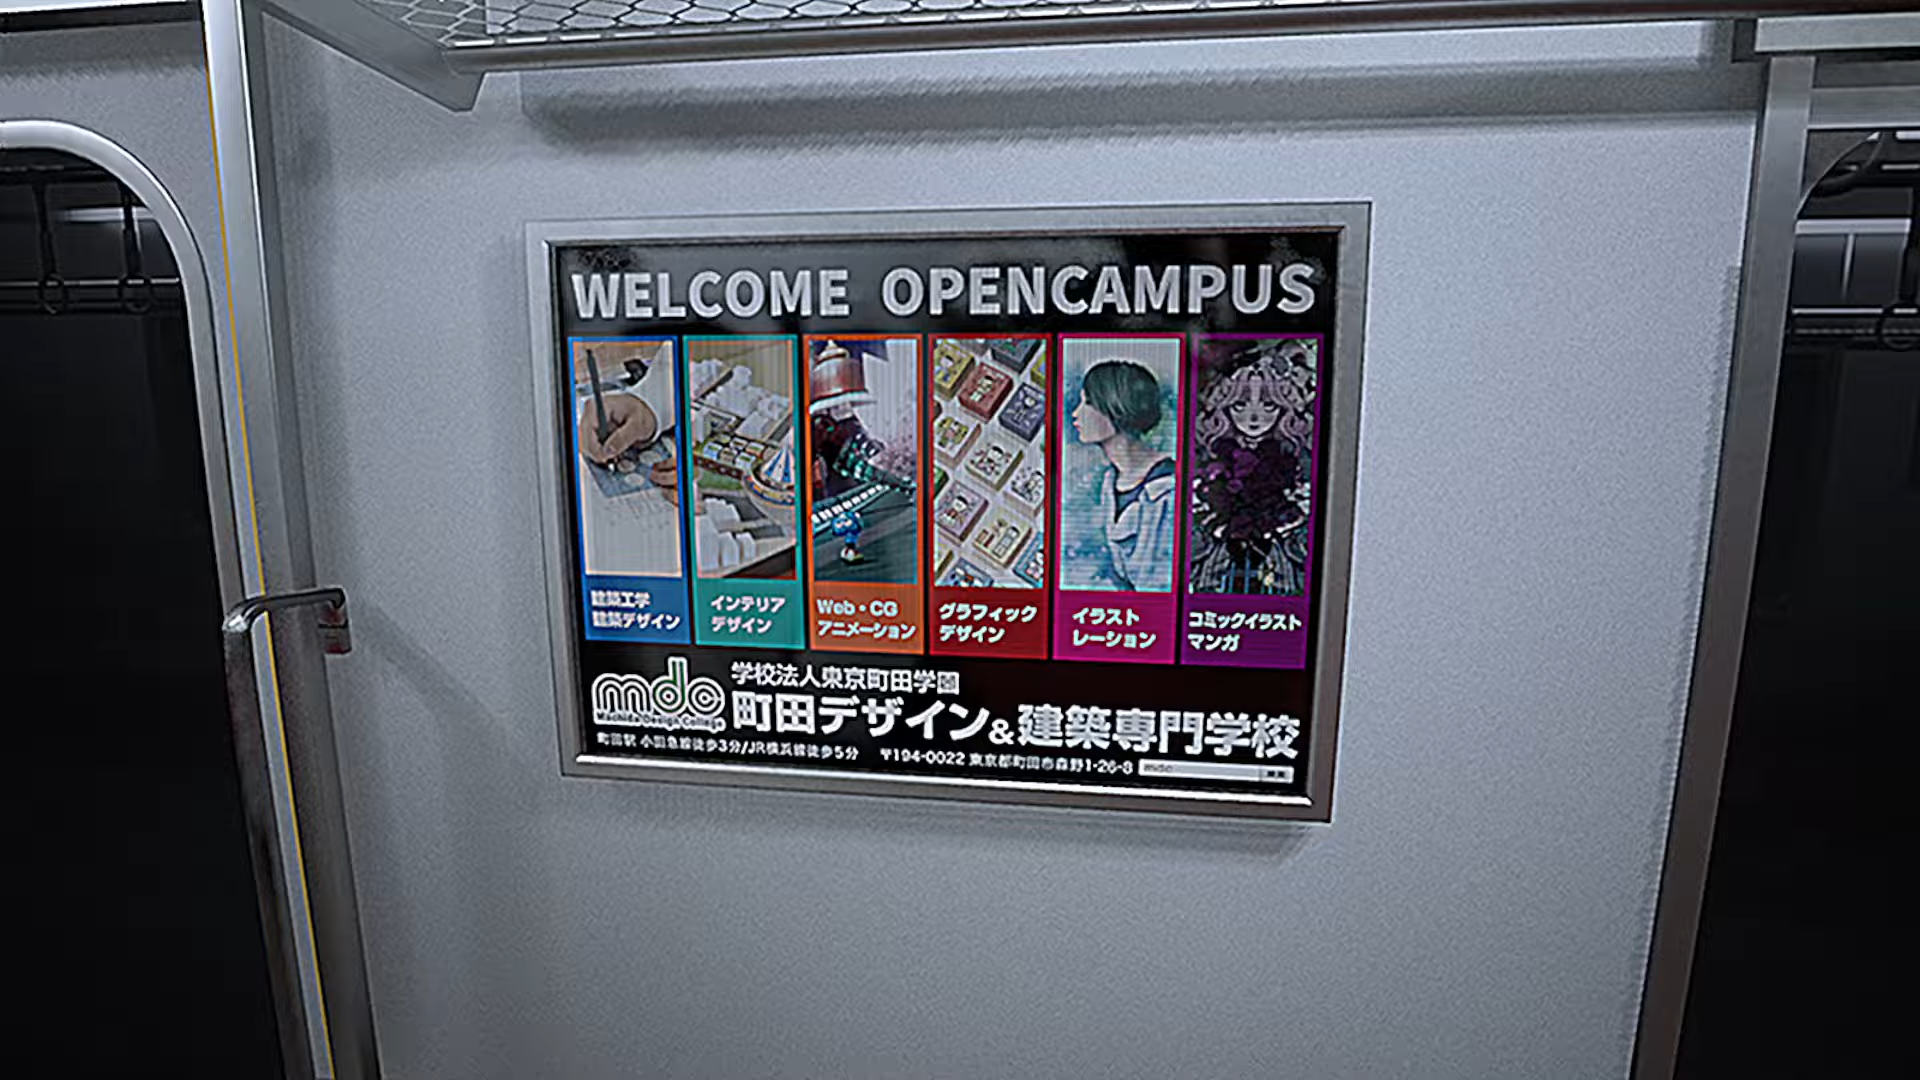 WELCOME OPENCAMPUS
建築工学
建築デザイン
インテリア
デザイン
Web・CG
アニメーション
グラフィック
デザイン
イラスト
レーション
コミックイラスト
マンガ
mdc
Machida Design College
学校法人東京町田学園
町田デザイン&建築専門学校
町田駅 小田急線徒歩3分/JR横浜線徒歩5分 〒194-0022 東京都町田市森野1-26-8 mdc 検索